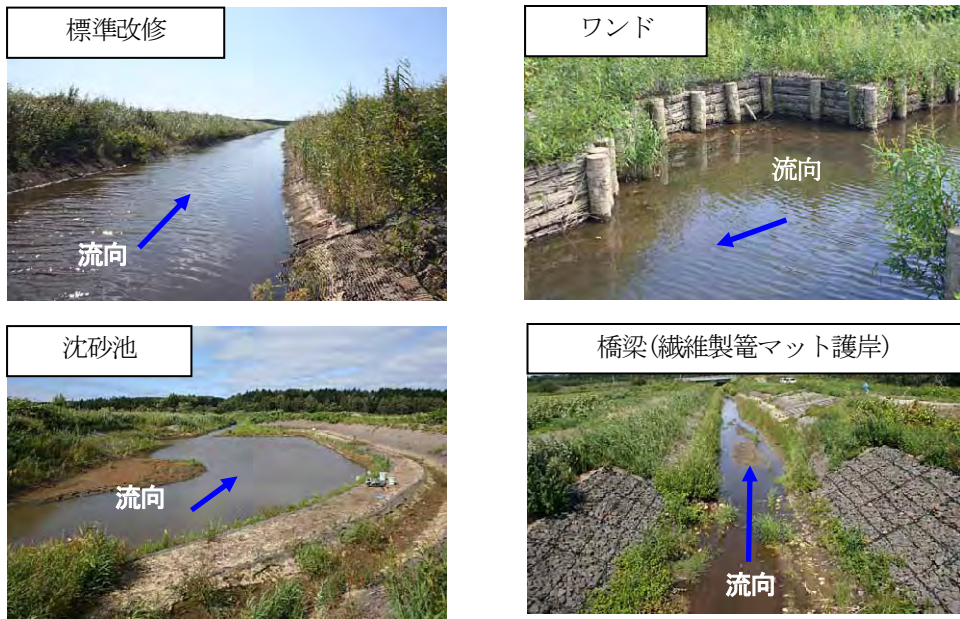 標準改修
流向
ワンド
流向
沈砂池
流向
橋梁(繊維製篭マット護岸)
流向